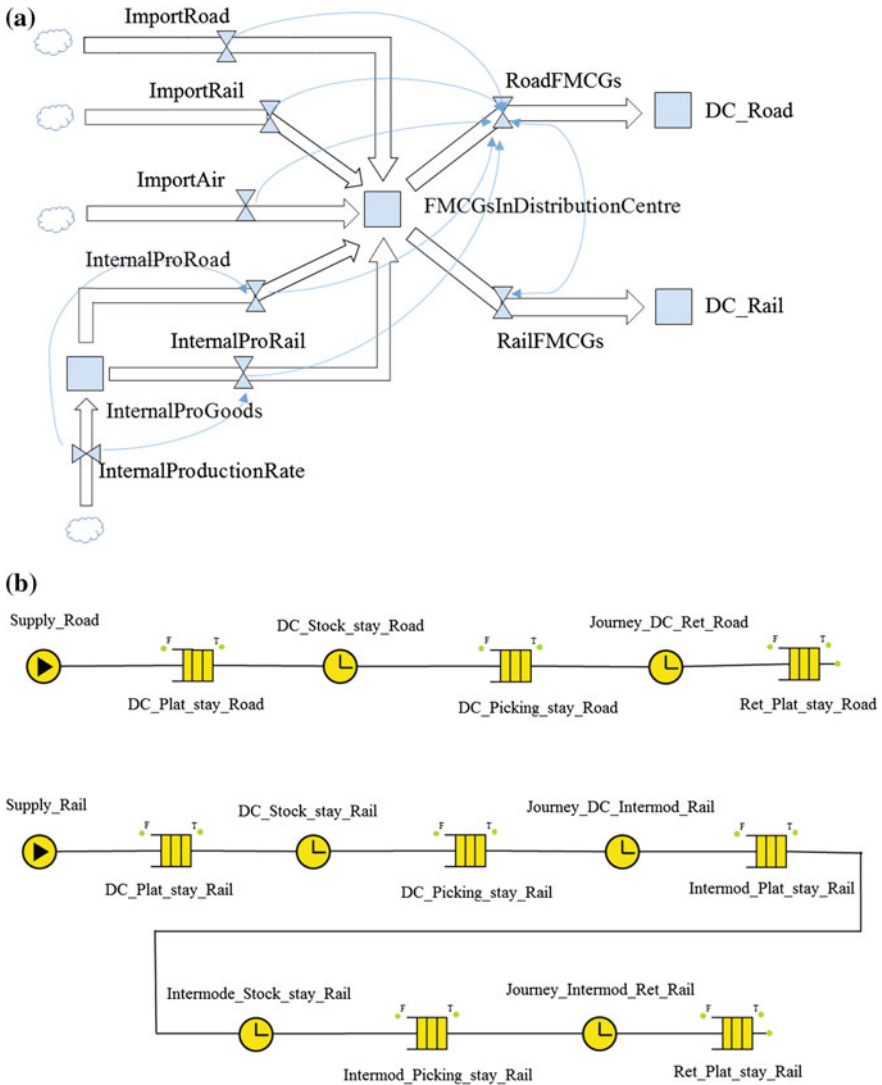 (a)
ImportRoad
ImportRail
RoadFMCGs
DC_Road
ImportAir
FMCGsInDistributionCentre
InternalProRoad
DC_Rail
InternalProRail
RailFMCGs
InternalProGoods
InternalProductionRate
(b)
Supply_Road
DC_Stock_stay_Road
Journey_DC_Ret_Road
F T F T F T
DC_Plat_stay_Road
DC_Picking_stay_Road
Ret_Plat_stay_Road
Supply_Rail
DC_Stock_stay_Rail
Journey_DC_Intermod_Rail
F T F T F T
DC_Plat_stay_Rail
DC_Picking_stay_Rail
Intermod_Plat_stay_Rail
Intermode_Stock_stay_Rail
Journey_Intermod_Ret_Rail
F T F T
Intermod_Picking_stay_Rail
Ret_Plat_stay_Rail